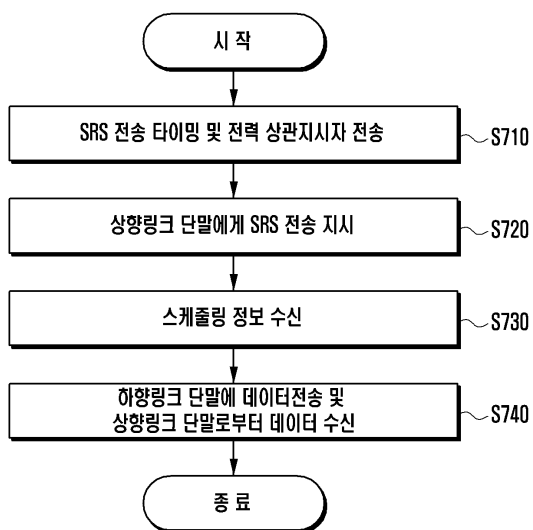 시 작
SRS 전송 타이밍 및 전력 상관지시자 전송
S710
상향링크 단말에게 SRS 전송 지시
S720
스케줄링 정보 수신
S730
하향링크 단말에 데이터전송 및
상향링크 단말로부터 데이터 수신
S740
종 료